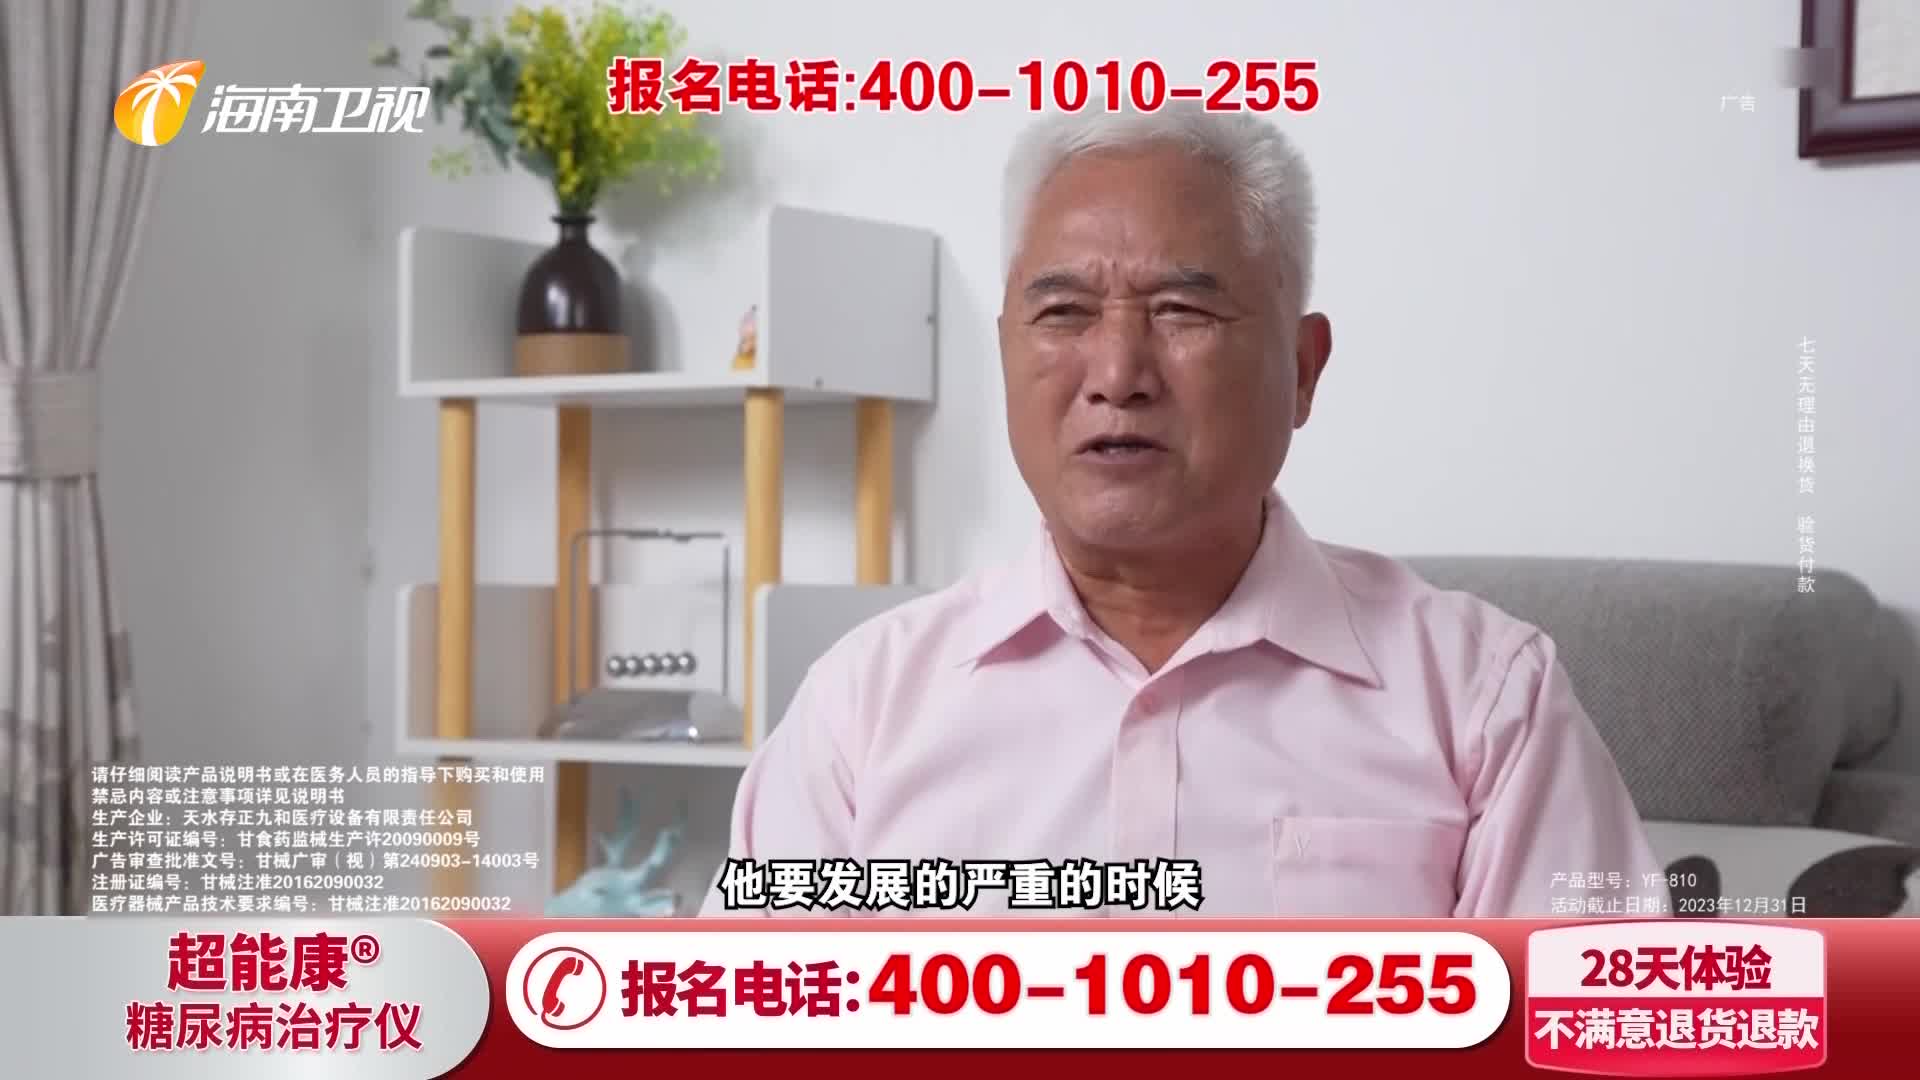 海南卫视
报名电话:400-1010-255
广告
七天无理由退换货 验货付款
请仔细阅读产品说明书或在医务人员的指导下购买和使用
禁忌内容或注意事项详见说明书
生产企业：天水存正九和医疗设备有限责任公司
生产许可证编号：甘食药监械生产许20090009号
广告审查批准文号：甘械广审（视）第240903-14003号
注册证编号：甘械注准20162090032
医疗器械产品技术要求编号：甘械注准20162090032
他要发展的严重的时候
产品型号：YF-810
活动截止日期：2023年12月31日
超能康®
糖尿病治疗仪
报名电话:400-1010-255
28天体验
不满意退货退款